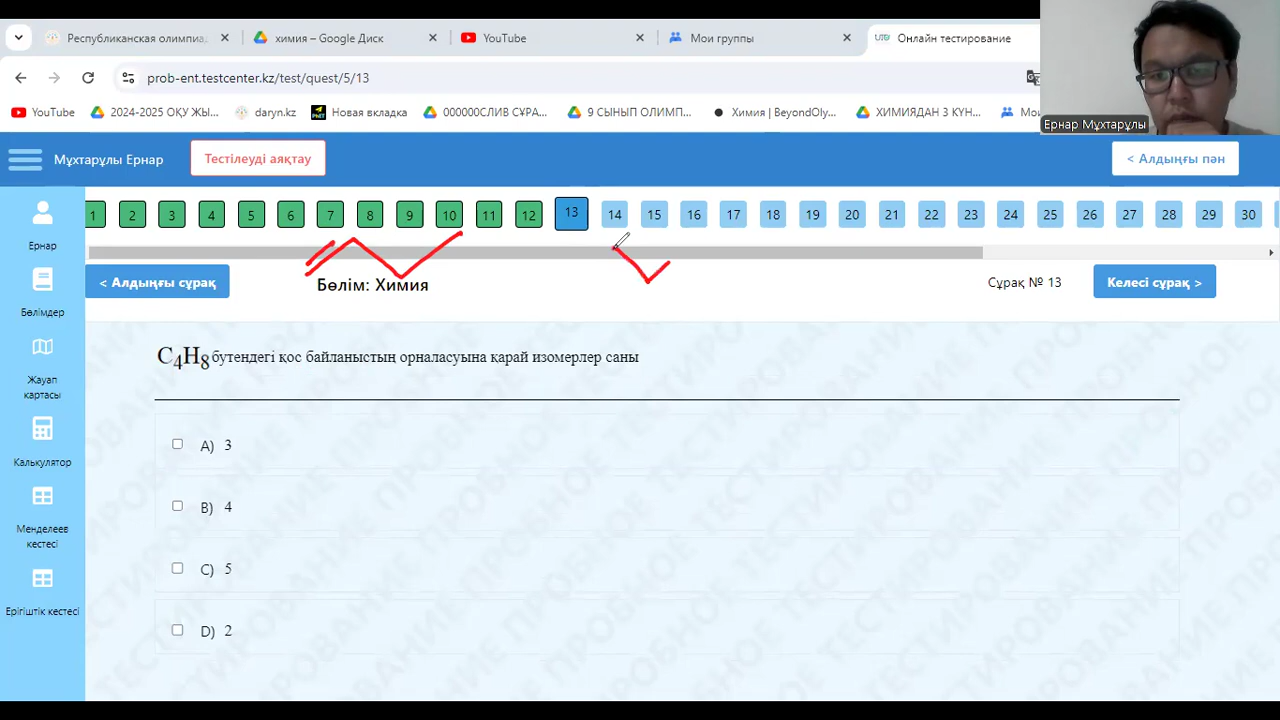 Республиканская олимпиа
химия – Google Диск
YouTube
Мои группы
Онлайн тестирование
prob-ent.testcenter.kz/test/quest/5/13
YouTube
2024-2025 ОҚУ ЖЫ...
daryn.kz
Новая вкладка
000000СЛИВ СҰРА...
9 СЫНЫП ОЛИМП...
Химия | BeyondOly...
ХИМИЯДАН 3 КҮН...
Мои
Ернар Мұхтарұлы
Мұхтарұлы Ернар
Тестілеуді аяқтау
< Алдыңғы пән
1 2 3 4 5 6 7 8 9 10 11 12 13 14 15 16 17 18 19 20 21 22 23 24 25 26 27 28 29 30
Ернар
Бөлімдер
Жауап картасы
Калькулятор
Менделеев кестесі
Ерігіштік кестесі
< Алдыңғы сұрақ
Бөлім: Химия
Сұрақ № 13
Келесі сұрақ >
C₄H₈ бутендегі қос байланыстың орналасуына қарай изомерлер саны
A) 3
B) 4
C) 5
D) 2